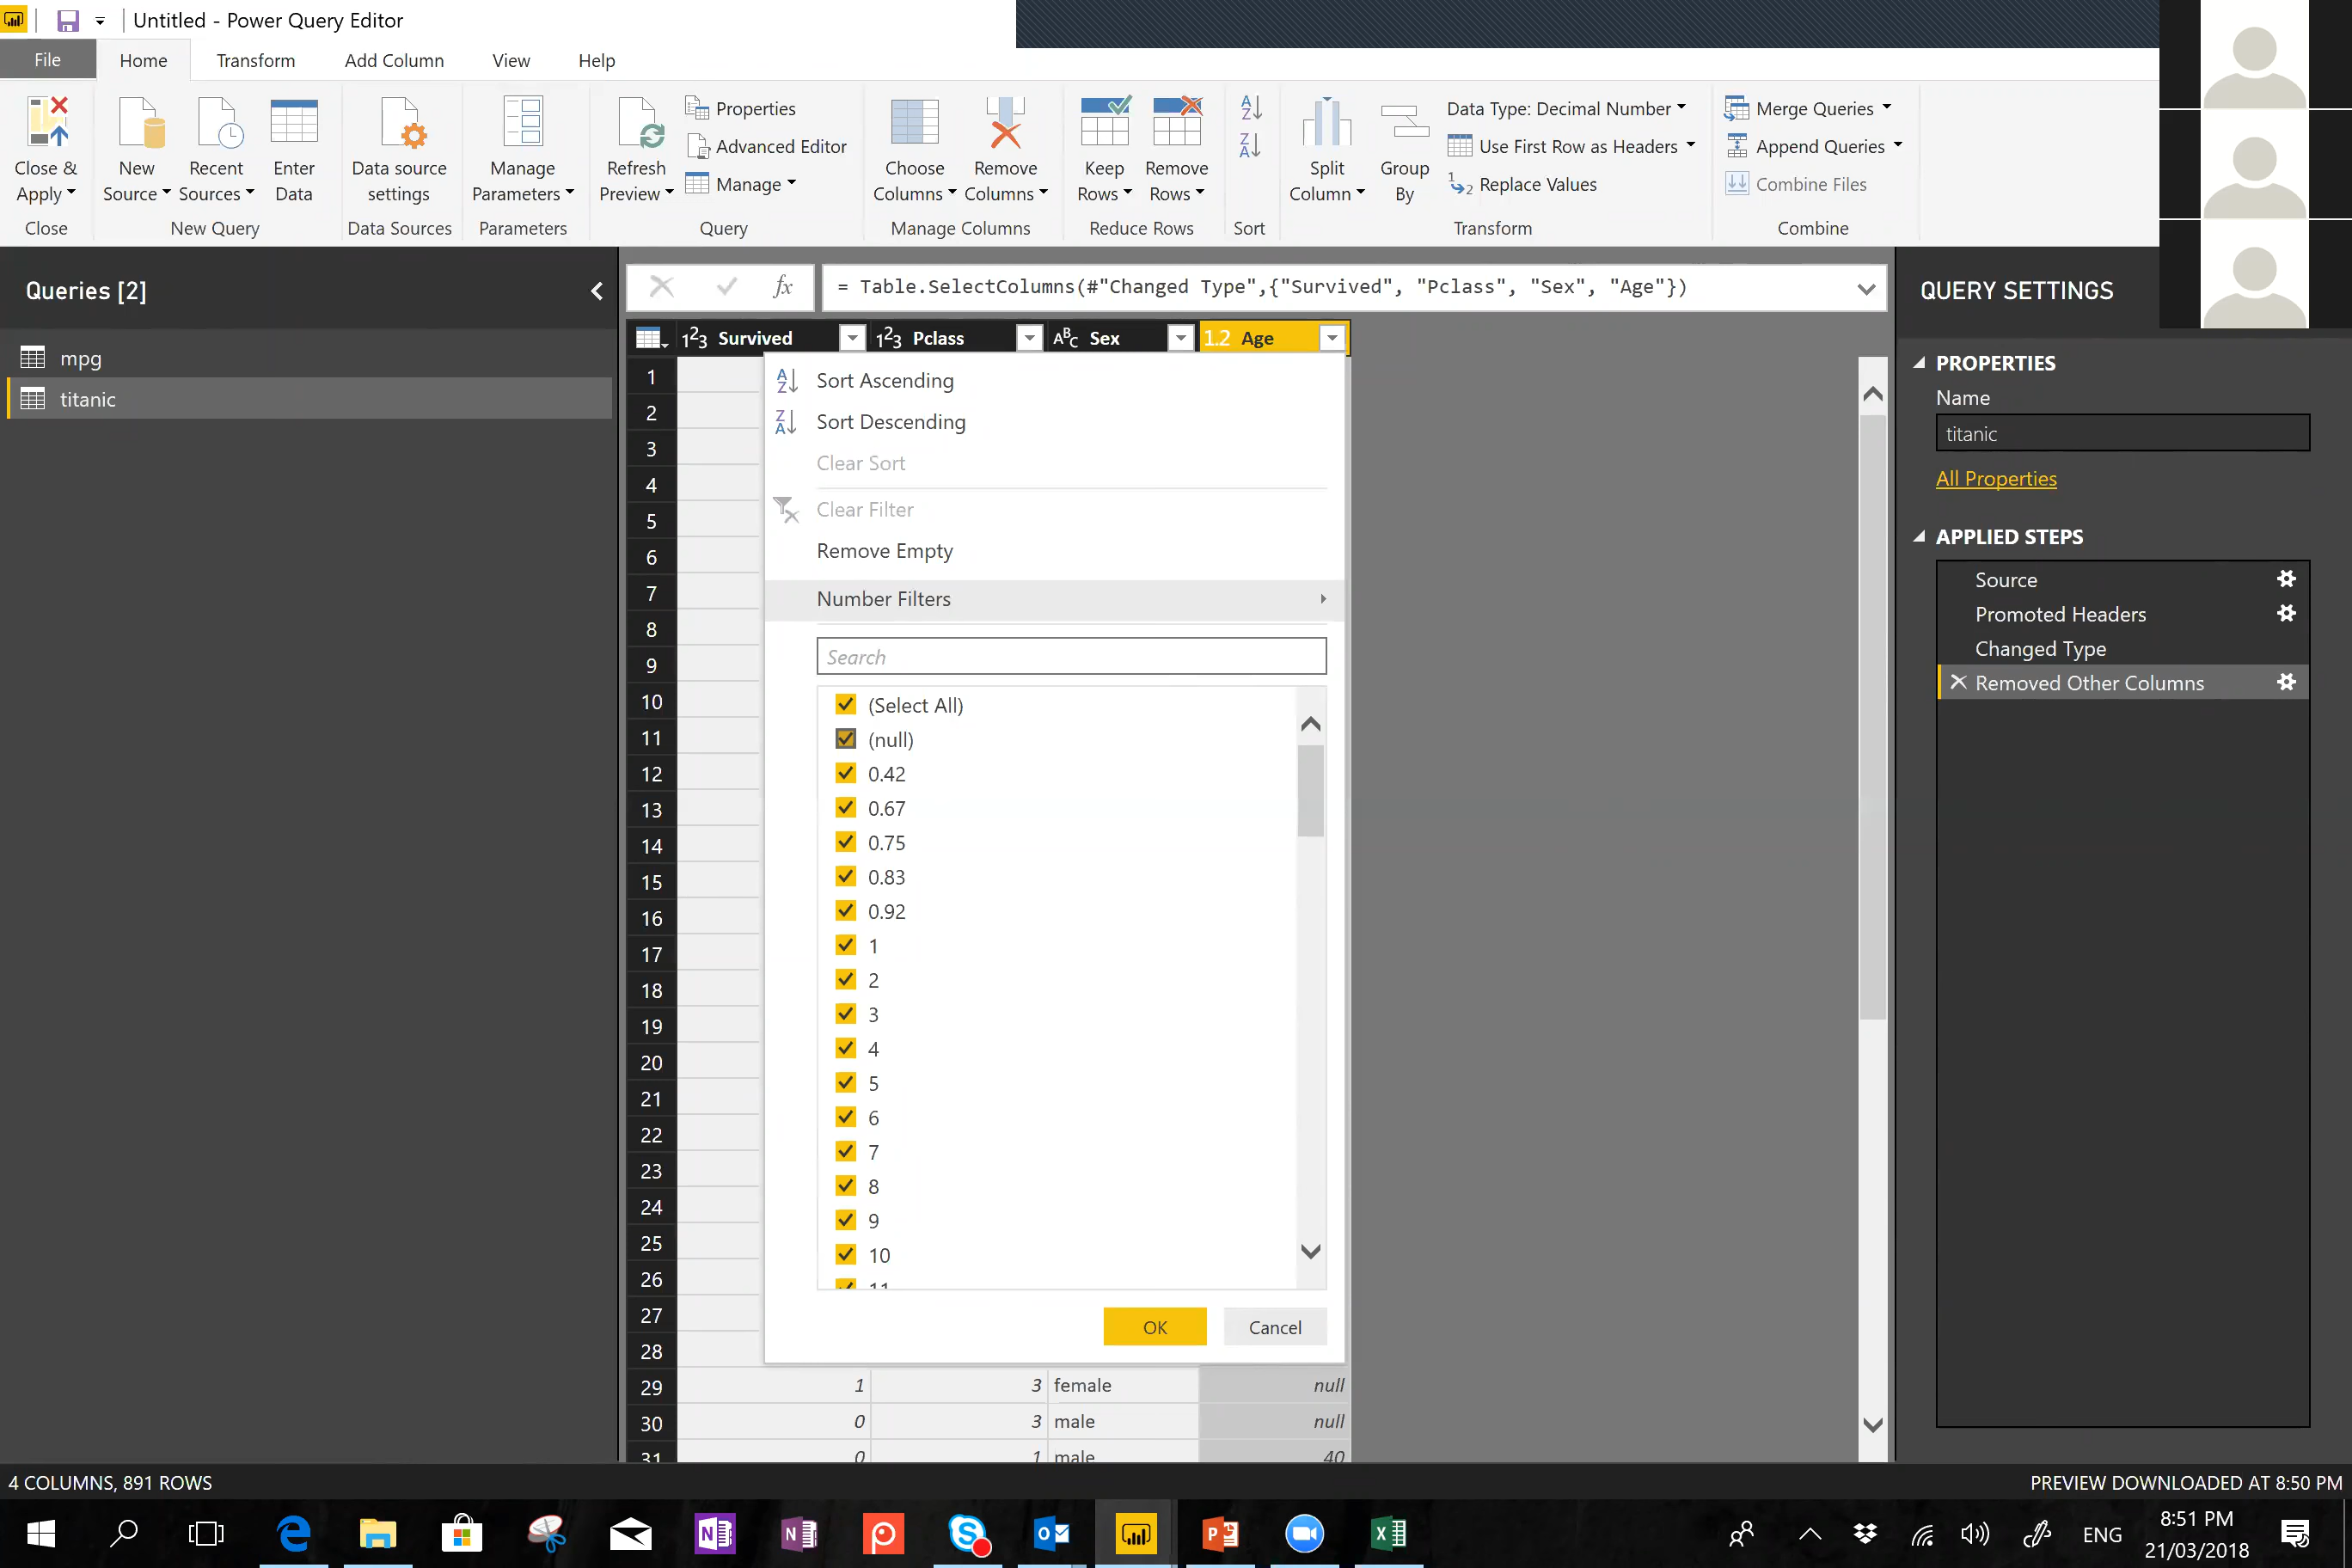 Untitled - Power Query Editor
File Home Transform Add Column View Help
Close & Apply
New Source
Recent Sources
Enter Data
Data source settings
Manage Parameters
Refresh Preview
Properties
Advanced Editor
Manage
Choose Columns
Remove Columns
Keep Rows
Remove Rows
Split Column
Group By
Data Type: Decimal Number
Use First Row as Headers
Replace Values
Merge Queries
Append Queries
Combine Files
Close New Query Data Sources Parameters Query Manage Columns Reduce Rows Sort Transform Combine
Queries [2]
mpg
titanic
fx = Table.SelectColumns(#"Changed Type",{"Survived", "Pclass", "Sex", "Age"})
123 Survived 123 Pclass ABC Sex 1.2 Age
1
2
3
4
5
6
7
8
9
10
11
12
13
14
15
16
17
18
19
20
21
22
23
24
25
26
27
28
29 1 3 female null
30 0 3 male null
31 0 1 male 40
Sort Ascending
Sort Descending
Clear Sort
Clear Filter
Remove Empty
Number Filters
Search
(Select All)
(null)
0.42
0.67
0.75
0.83
0.92
1
2
3
4
5
6
7
8
9
10
11
OK Cancel
QUERY SETTINGS
PROPERTIES
Name
titanic
All Properties
APPLIED STEPS
Source
Promoted Headers
Changed Type
Removed Other Columns
4 COLUMNS, 891 ROWS
PREVIEW DOWNLOADED AT 8:50 PM
ENG
8:51 PM
21/03/2018